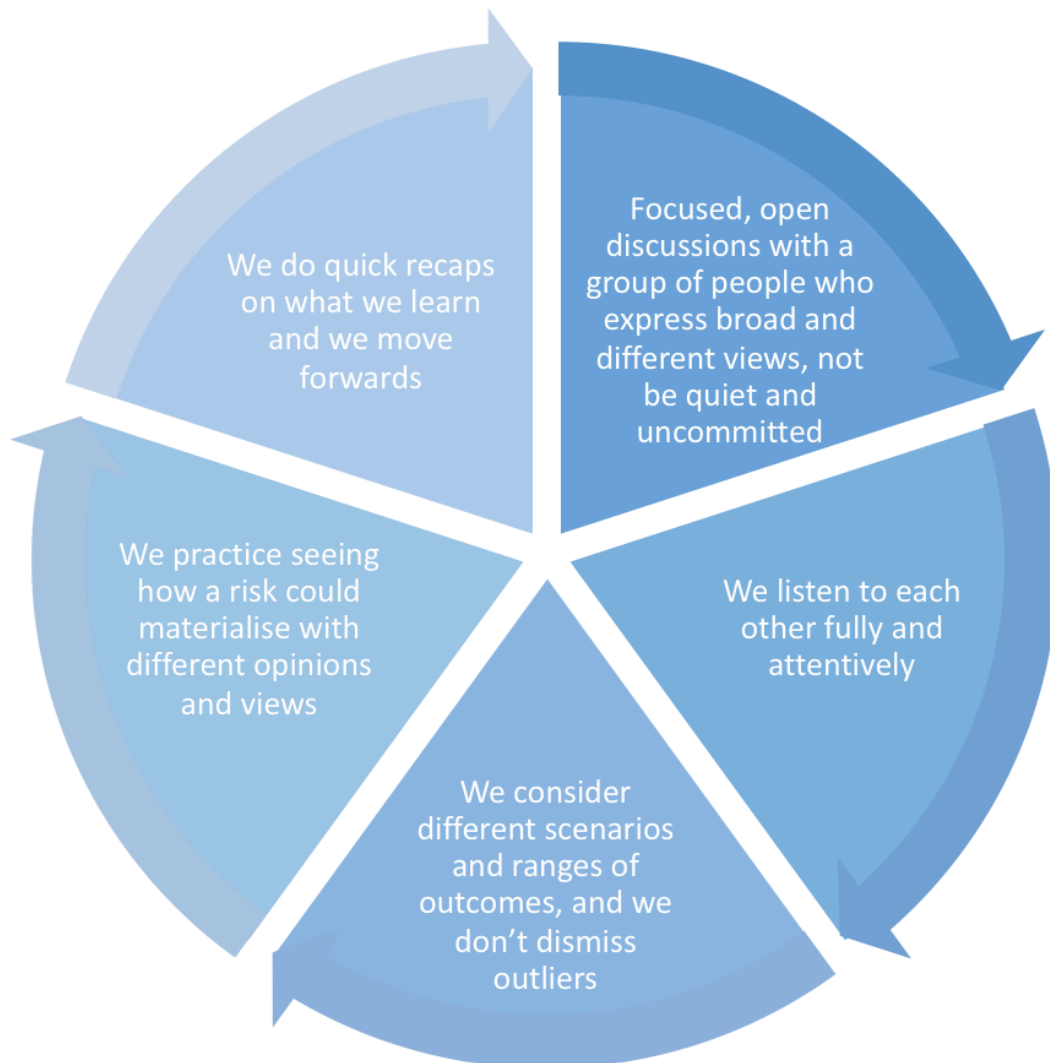 Focused, open
discussions with a
group of people who
express broad and
different views, not
be quiet and
uncommitted
We listen to each
other fully and
attentively
We consider
different scenarios
and ranges of
outcomes, and we
don’t dismiss
outliers
We practice seeing
how a risk could
materialise with
different opinions
and views
We do quick recaps
on what we learn
and we move
forwards